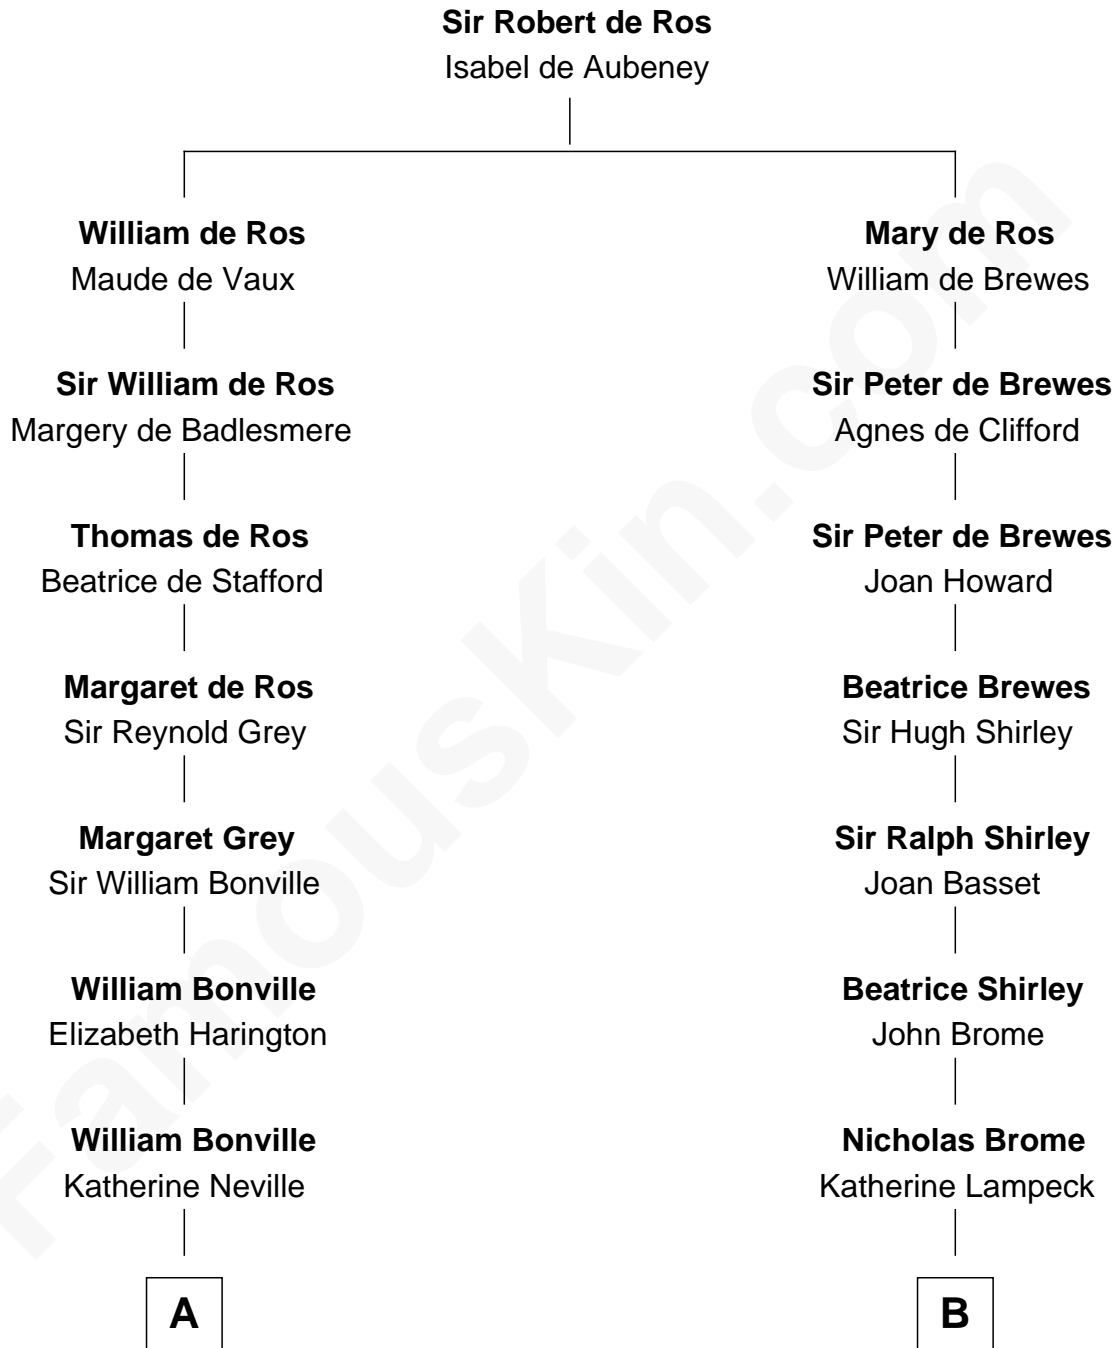 Sir Robert de Ros
Isabel de Aubeney
William de Ros
Maude de Vaux
Mary de Ros
William de Brewes
Sir William de Ros
Margery de Badlesmere
Sir Peter de Brewes
Agnes de Clifford
Thomas de Ros
Beatrice de Stafford
Sir Peter de Brewes
Joan Howard
Margaret de Ros
Sir Reynold Grey
Beatrice Brewes
Sir Hugh Shirley
Margaret Grey
Sir William Bonville
Sir Ralph Shirley
Joan Basset
William Bonville
Elizabeth Harington
Beatrice Shirley
John Brome
William Bonville
Katherine Neville
Nicholas Brome
Katherine Lampeck
A
B
FamousKin.com